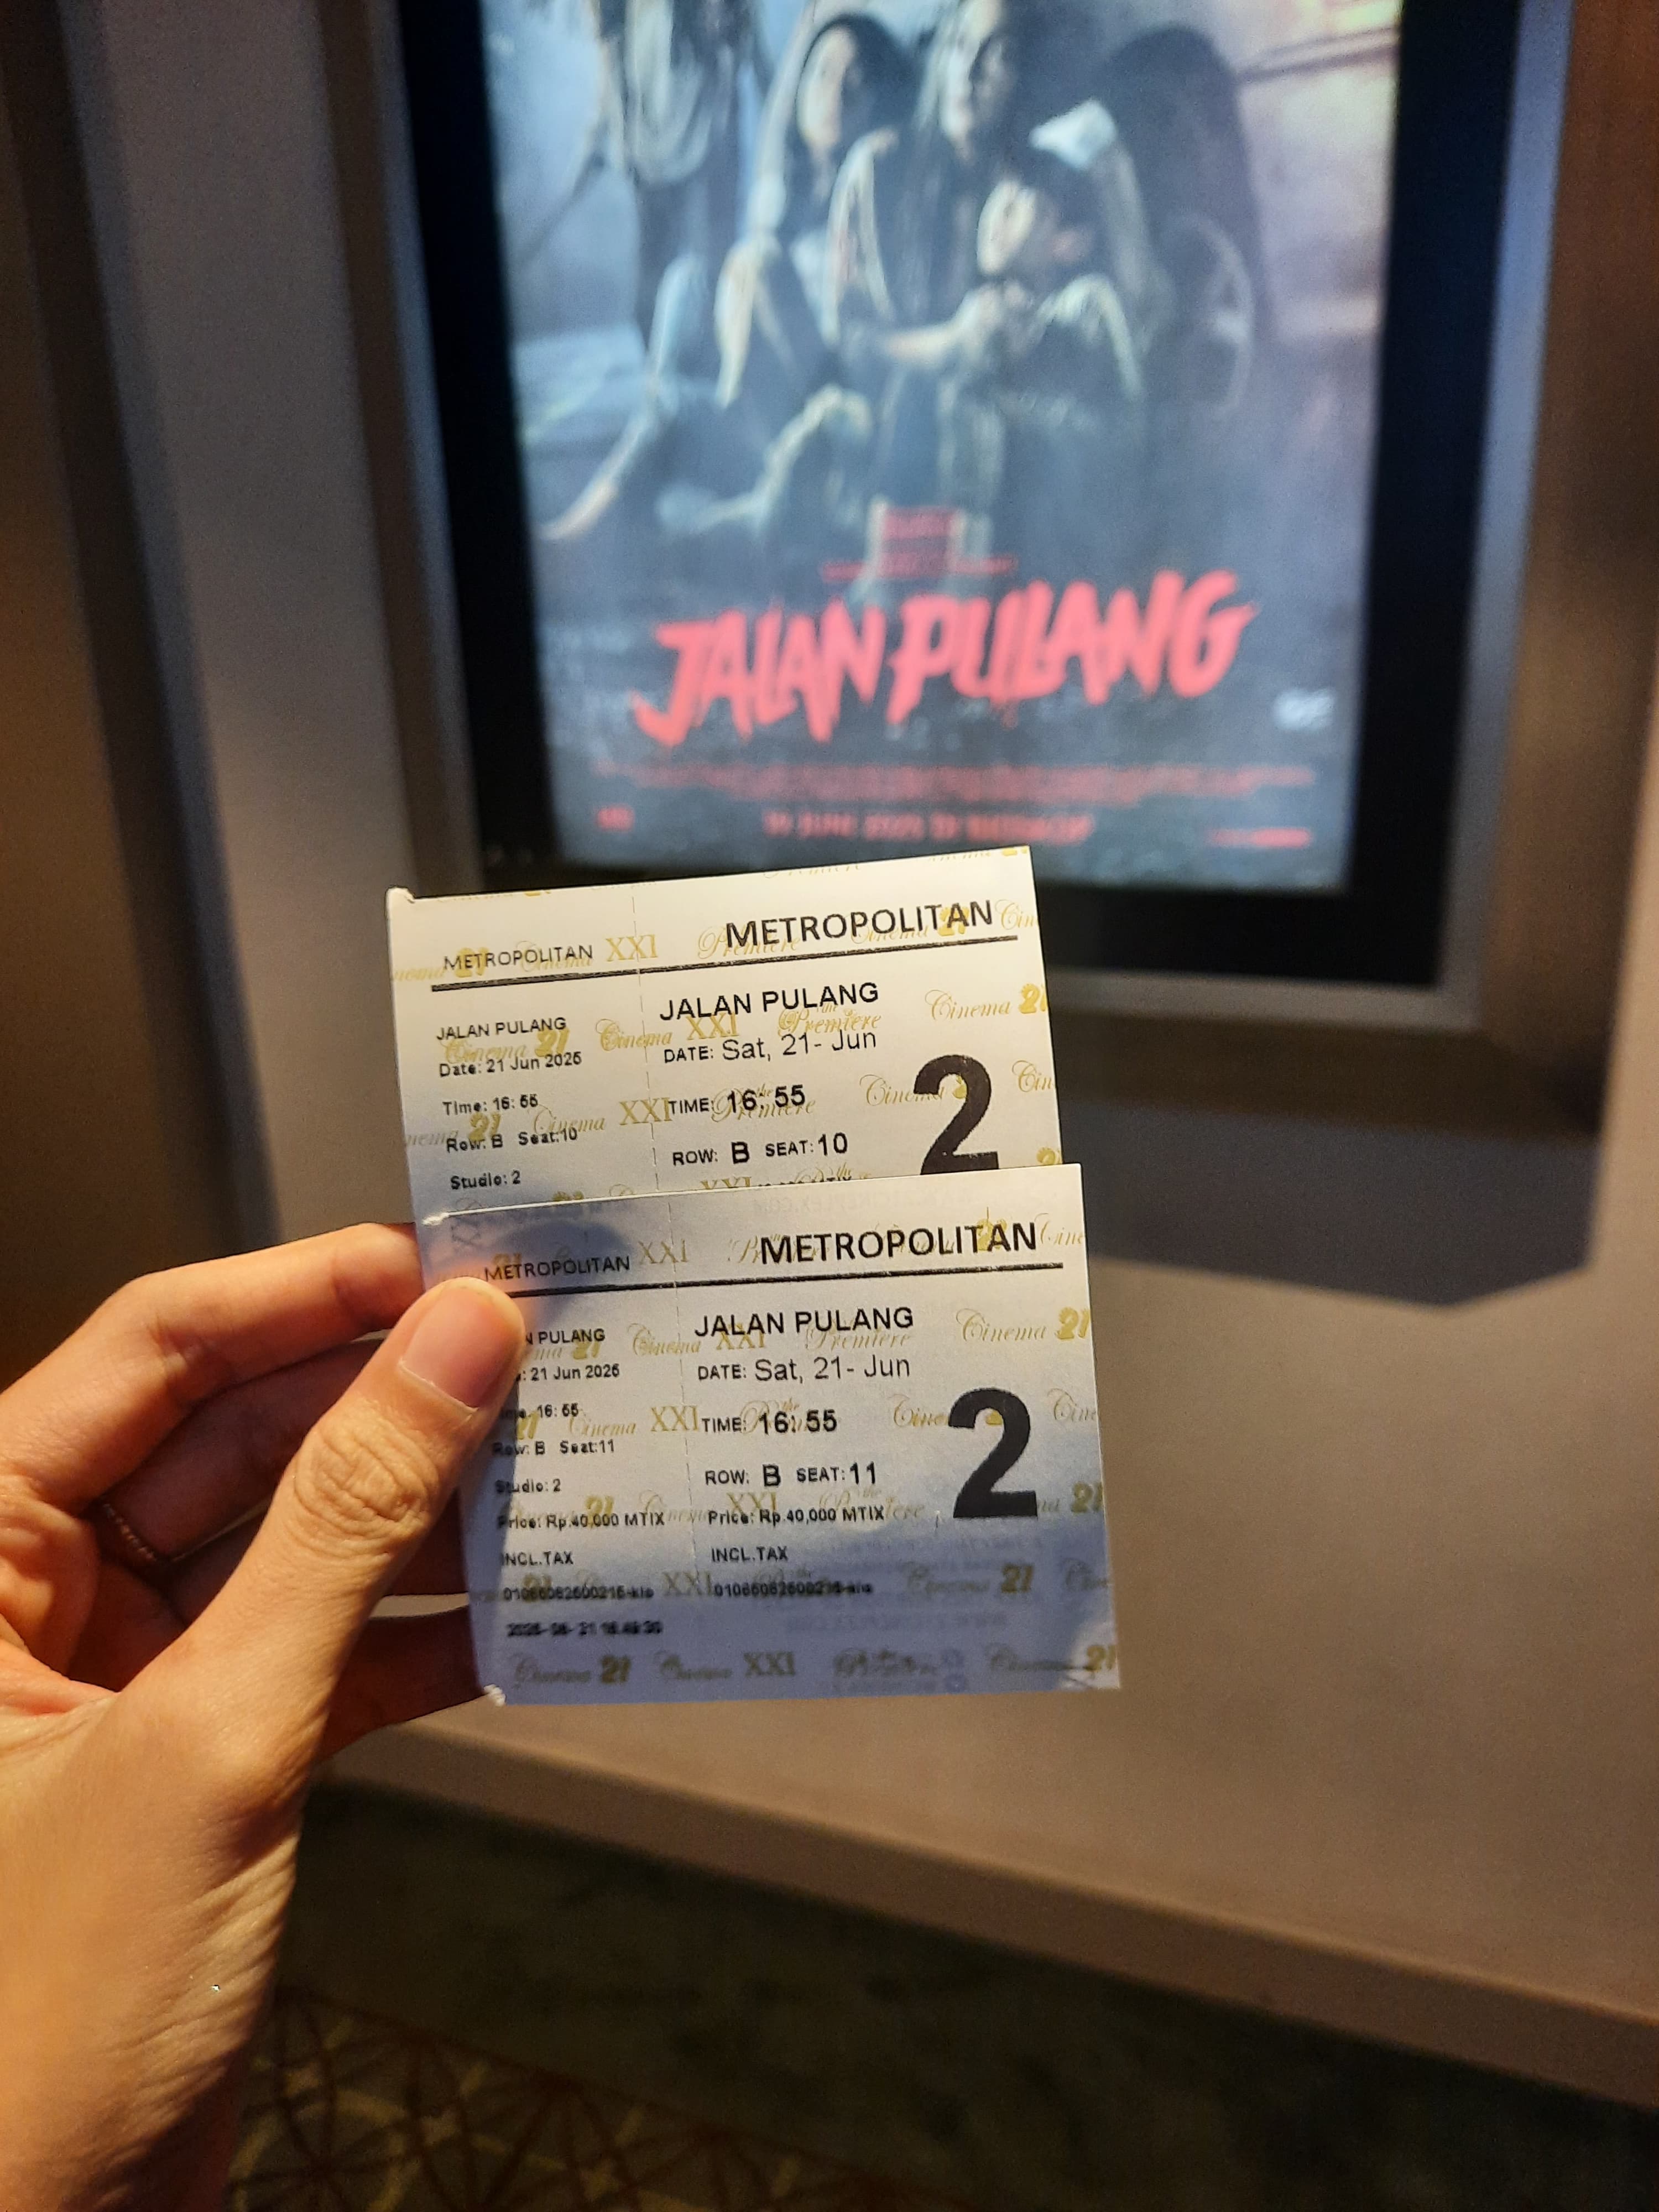 JALAN PULANG
METROPOLITAN
METROPOLITAN
JALAN PULANG
Date: 21 Jun 2025
Time: 16:55
Row: B Seat:10
Studio: 2
JALAN PULANG
DATE: Sat, 21- Jun
TIME: 16:55
ROW: B SEAT:10
2
METROPOLITAN
METROPOLITAN
PULANG
: 21 Jun 2025
16:55
Row: B Seat:11
Studio: 2
Price: Rp.40,000 MTIX
INCL.TAX
JALAN PULANG
DATE: Sat, 21- Jun
TIME: 16:55
ROW: B SEAT:11
Price: Rp.40,000 MTIX
INCL.TAX
2
Cinema 21 Cinema XXI the Premiere